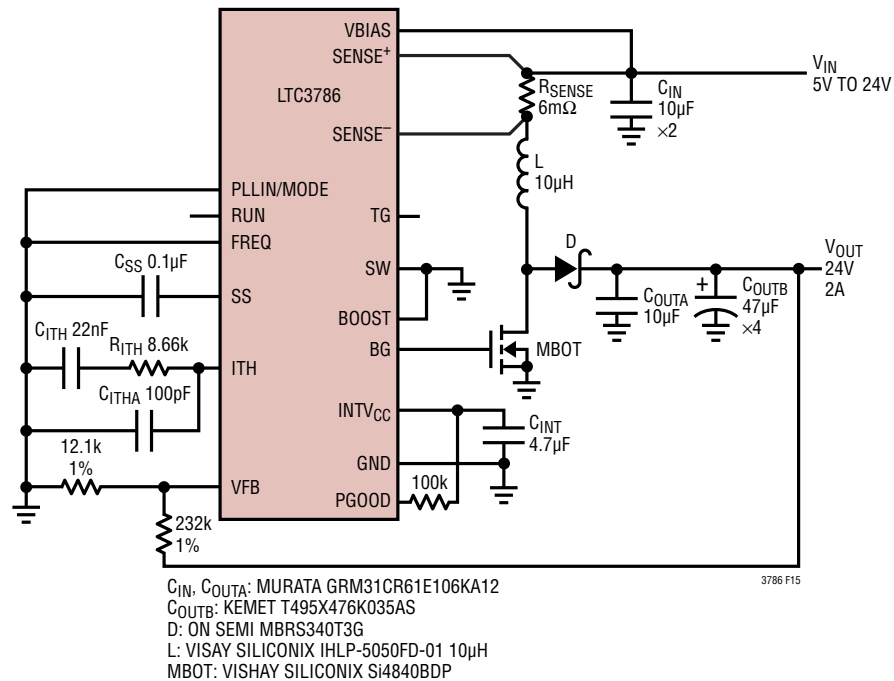 VBIAS
SENSE+
LTC3786
SENSE–
PLLIN/MODE
RUN
FREQ
SS
ITH
VFB
TG
SW
BOOST
BG
INTVCC
GND
PGOOD
RSENSE
6mΩ
CIN
10µF
×2
VIN
5V TO 24V
L
10µH
D
VOUT
24V
2A
COUTA
10µF
+
COUTB
47µF
×4
MBOT
CINT
4.7µF
100k
CSS 0.1µF
CITH 22nF
RITH 8.66k
CITHA 100pF
12.1k
1%
232k
1%
3786 F15
CIN, COUTA: MURATA GRM31CR61E106KA12
COUTB: KEMET T495X476K035AS
D: ON SEMI MBRS340T3G
L: VISAY SILICONIX IHLP-5050FD-01 10µH
MBOT: VISHAY SILICONIX Si4840BDP